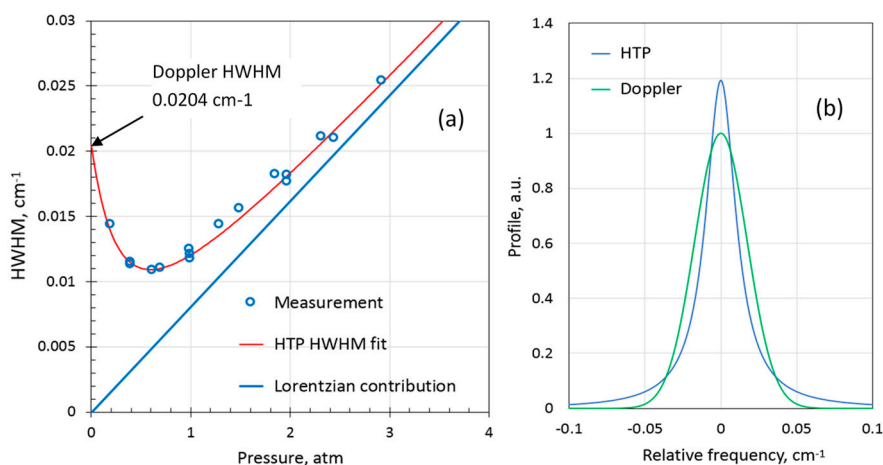 0.03
0.025
0.02
0.015
0.01
0.005
0
0
1
2
3
4
HWHM, cm⁻¹
Pressure, atm
Doppler HWHM
0.0204 cm-1
(a)
Measurement
HTP HWHM fit
Lorentzian contribution
1.4
1.2
1
0.8
0.6
0.4
0.2
0
-0.1
-0.05
0
0.05
0.1
Profile, a.u.
Relative frequency, cm⁻¹
HTP
Doppler
(b)